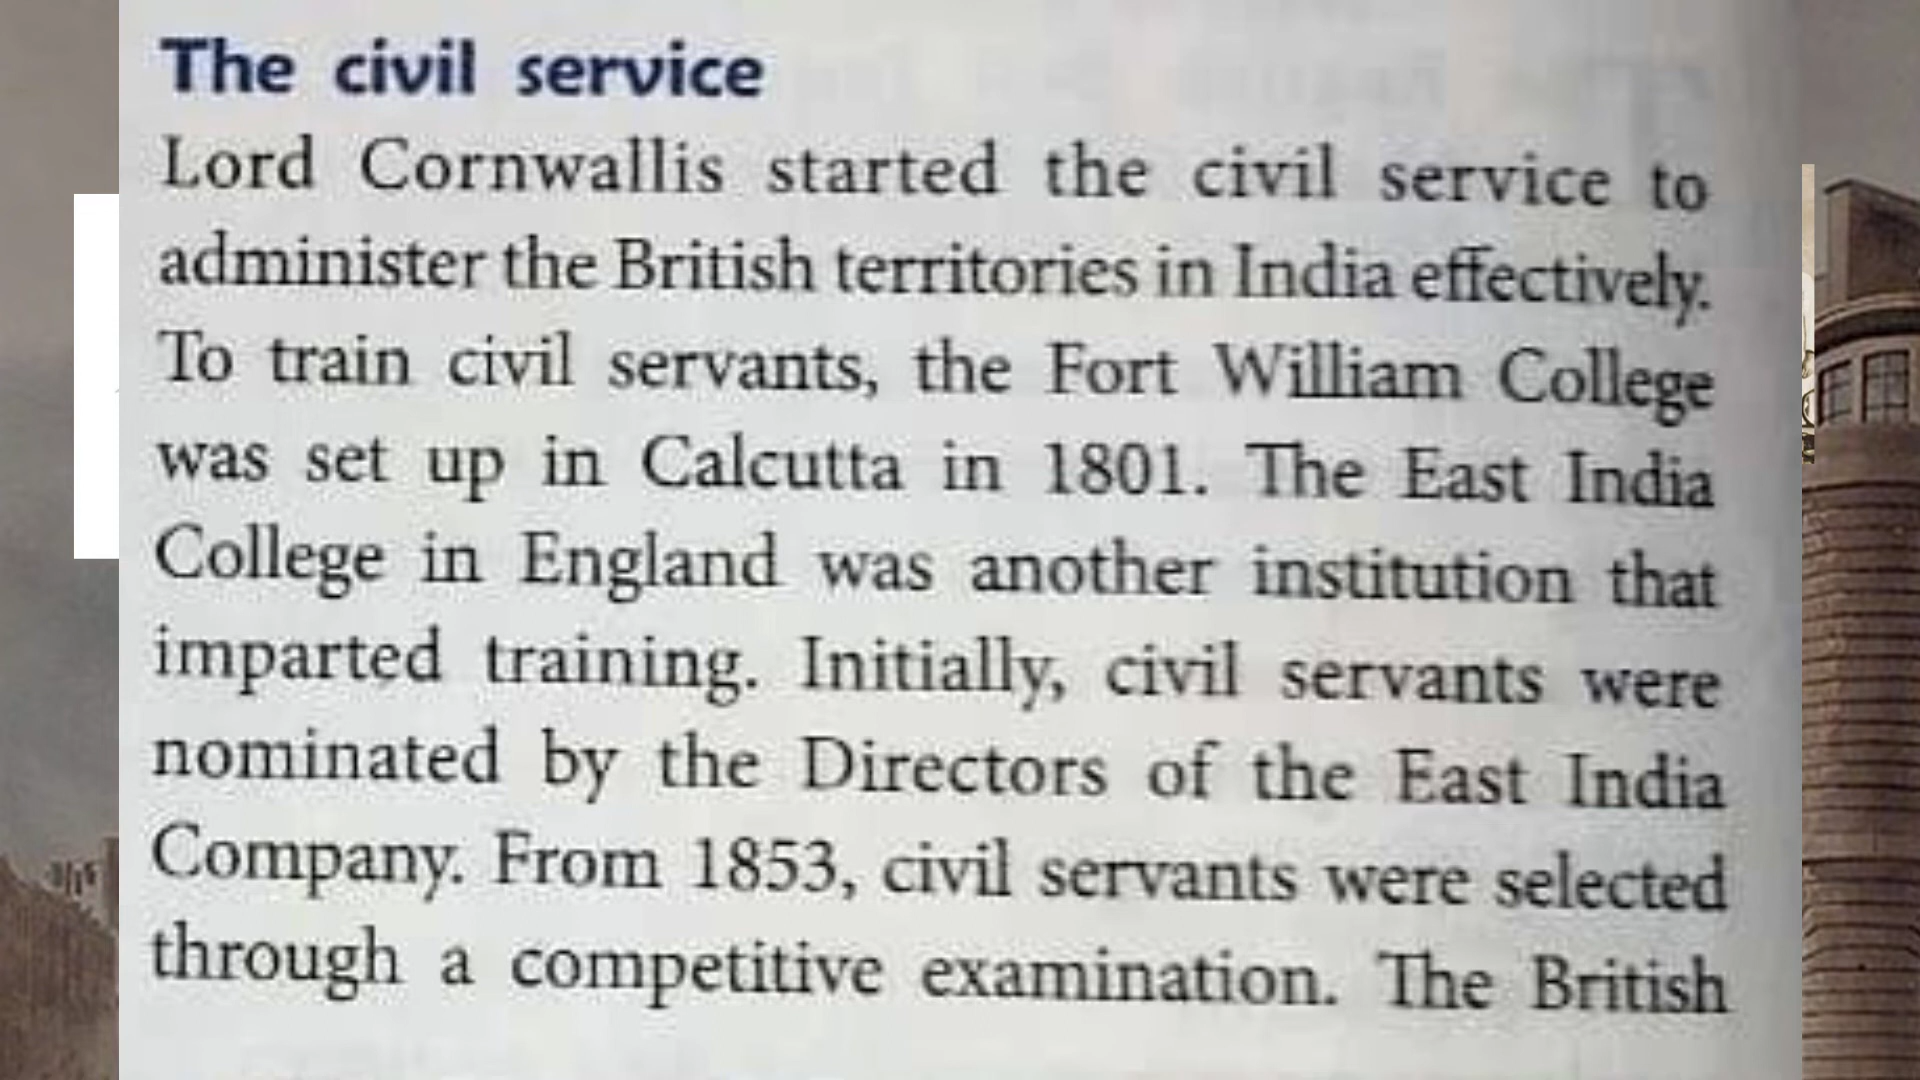 The civil service
Lord Cornwallis started the civil service to
administer the British territories in India effectively.
To train civil servants, the Fort William College
was set up in Calcutta in 1801. The East India
College in England was another institution that
imparted training. Initially, civil servants were
nominated by the Directors of the East India
Company. From 1853, civil servants were selected
through a competitive examination. The British